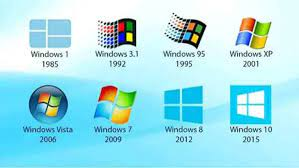 Windows 1
1985
Windows 3.1
1992
Windows 95
1995
Windows XP
2001
Windows Vista
2006
Windows 7
2009
Windows 8
2012
Windows 10
2015